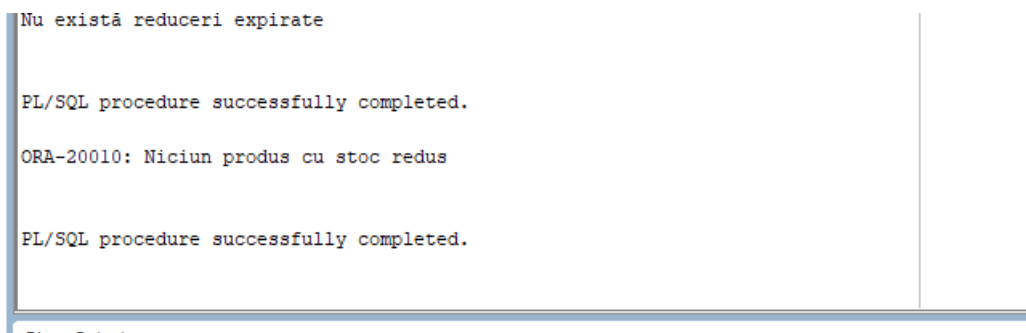 Nu există reduceri expirate
PL/SQL procedure successfully completed.
ORA-20010: Niciun produs cu stoc redus
PL/SQL procedure successfully completed.